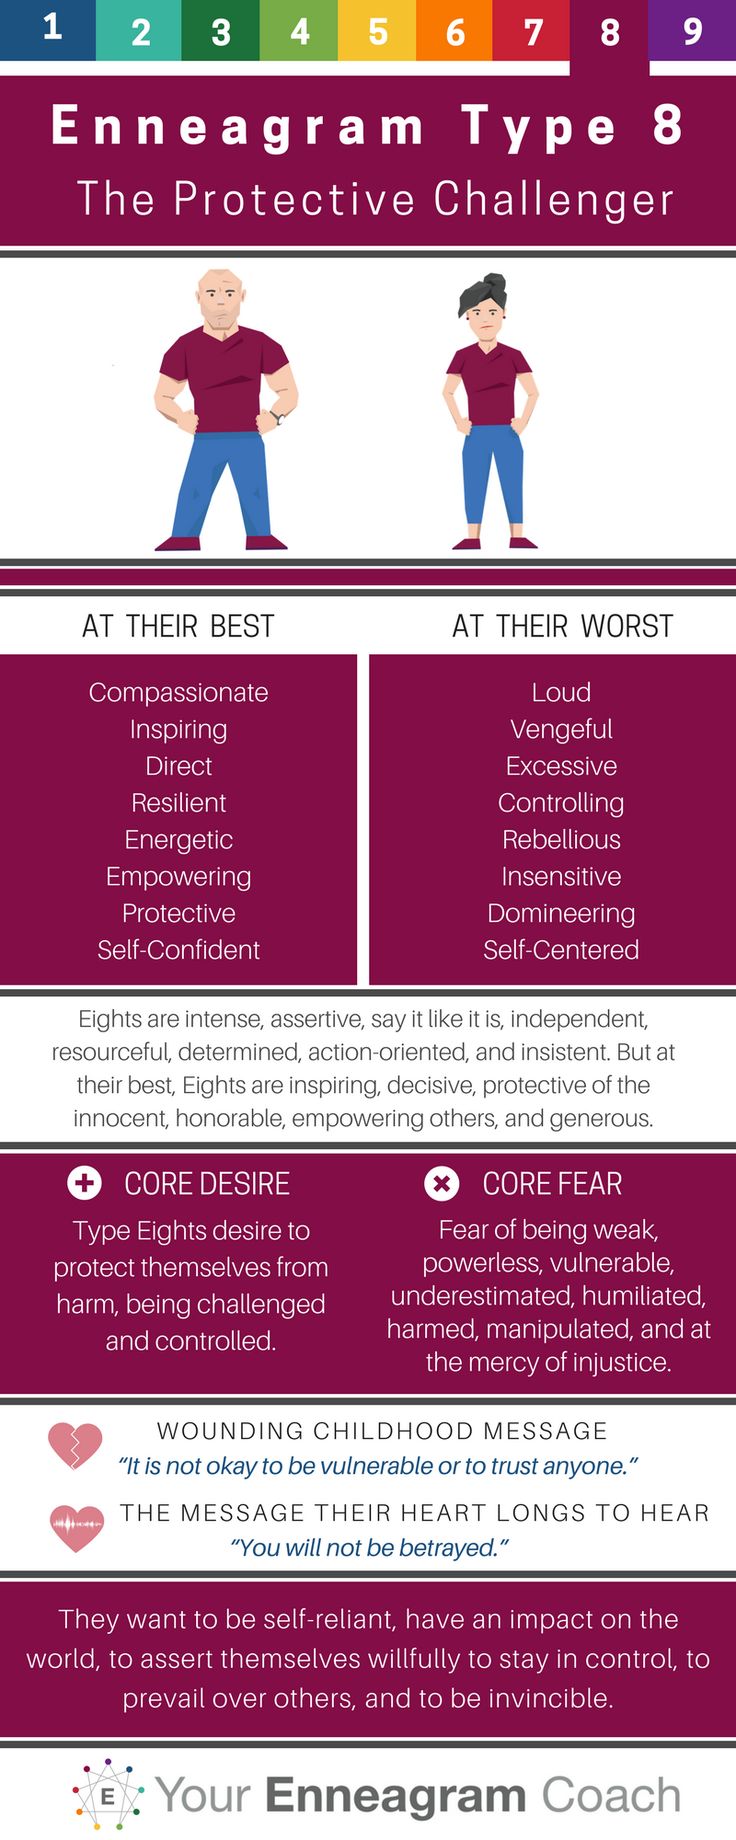 1 2 3 4 5 6 7 8 9
Enneagram Type 8
The Protective Challenger
AT THEIR BEST
Compassionate
Inspiring
Direct
Resilient
Energetic
Empowering
Protective
Self-Confident
AT THEIR WORST
Loud
Vengeful
Excessive
Controlling
Rebellious
Insensitive
Domineering
Self-Centered
Eights are intense, assertive, say it like it is, independent,
resourceful, determined, action-oriented, and insistent. But at
their best, Eights are inspiring, decisive, protective of the
innocent, honorable, empowering others, and generous.
CORE DESIRE
Type Eights desire to
protect themselves from
harm, being challenged
and controlled.
CORE FEAR
Fear of being weak,
powerless, vulnerable,
underestimated, humiliated,
harmed, manipulated, and at
the mercy of injustice.
WOUNDING CHILDHOOD MESSAGE
“It is not okay to be vulnerable or to trust anyone.”
THE MESSAGE THEIR HEART LONGS TO HEAR
“You will not be betrayed.”
They want to be self-reliant, have an impact on the
world, to assert themselves willfully to stay in control, to
prevail over others, and to be invincible.
E Your Enneagram Coach